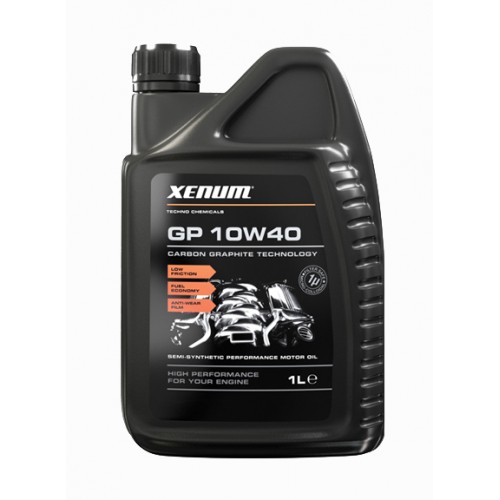 XENUM®
TECHNO CHEMICALS
GP 10W40
CARBON GRAPHITE TECHNOLOGY
LOW
FRICTION
FUEL
ECONOMY
ANTI-WEAR
FILM
1µ
SEMI-SYNTHETIC PERFORMANCE MOTOR OIL
HIGH PERFORMANCE
FOR YOUR ENGINE
1L℮